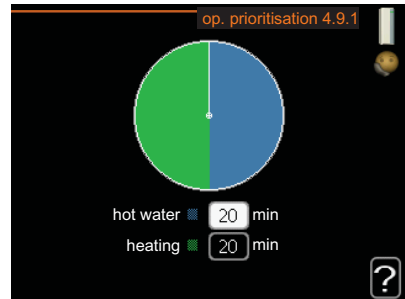 op. prioritisation 4.9.1
hot water 20 min
heating 20 min
?